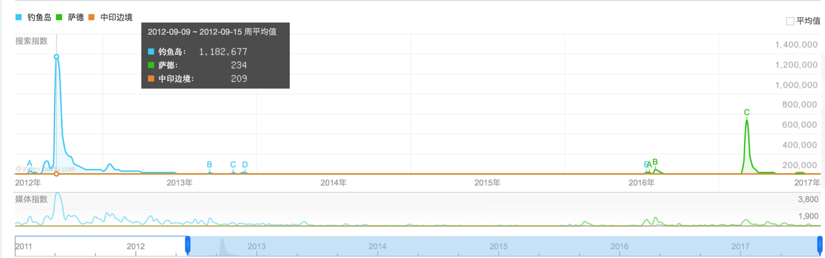 钓鱼岛 萨德 中印边境
平均值
2012-09-09 ~ 2012-09-15 周平均值
钓鱼岛: 1,182,677
萨德: 234
中印边境: 209
搜索指数
1,400,000
1,000,000
800,000
600,000
400,000
200,000
A B C D B A B C
2012年 2013年 2014年 2015年 2016年 2017年
媒体指数
3,800
1,900
2011 2012 2013 2014 2015 2016 2017